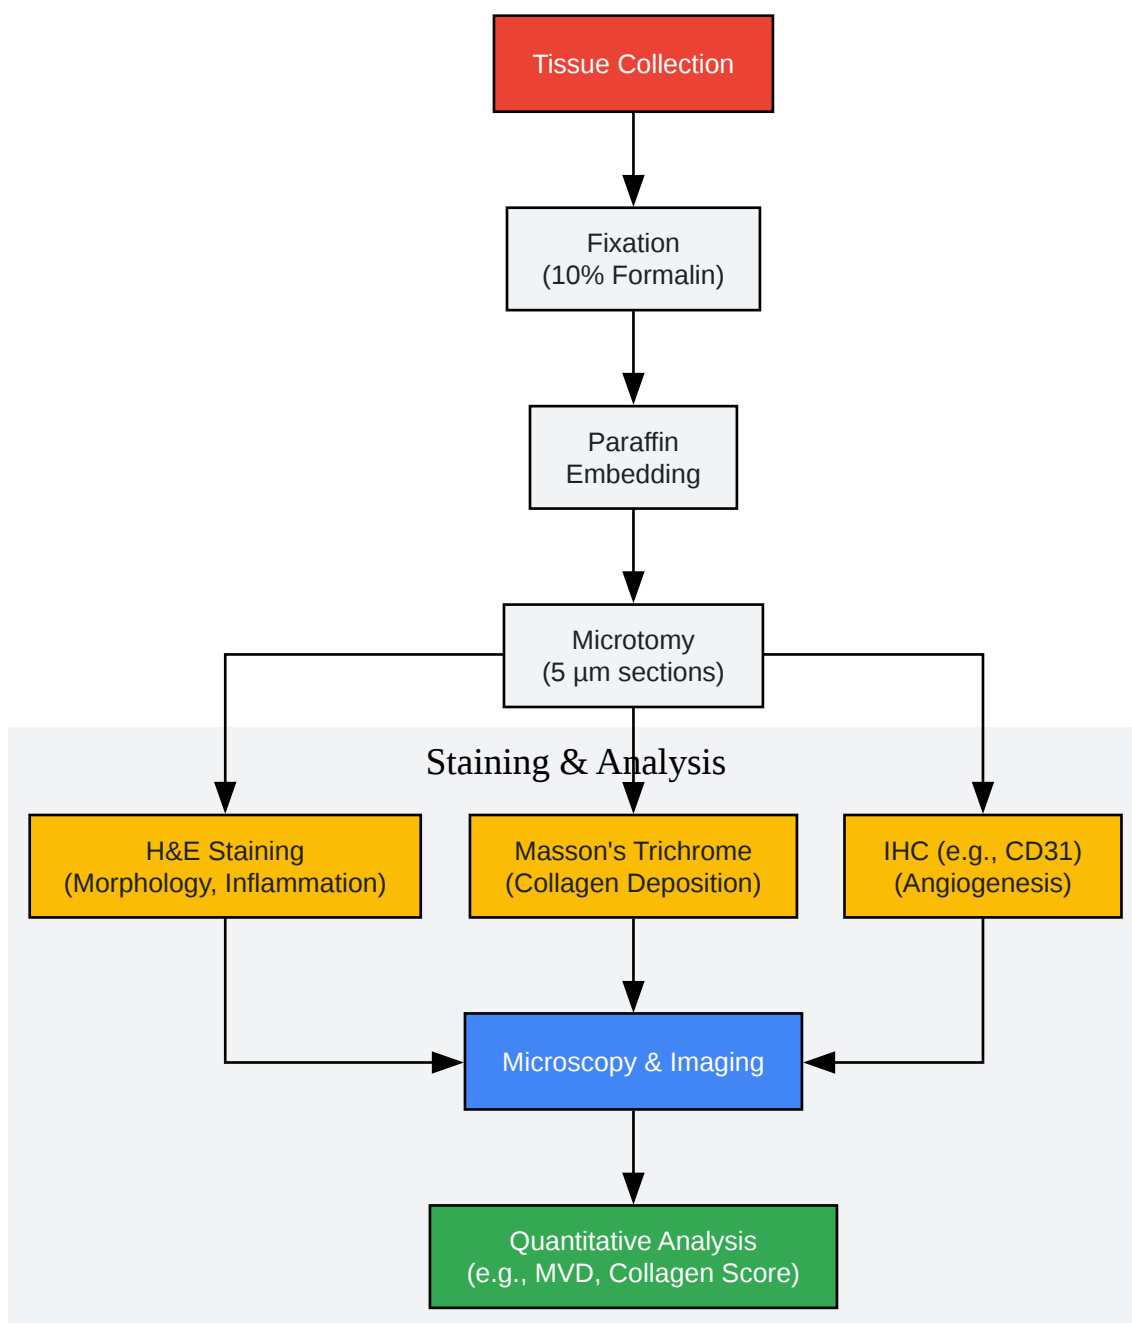 Tissue Collection
Fixation
(10% Formalin)
Paraffin
Embedding
Microtomy
(5 µm sections)
Staining & Analysis
H&E Staining
(Morphology, Inflammation)
Masson's Trichrome
(Collagen Deposition)
IHC (e.g., CD31)
(Angiogenesis)
Microscopy & Imaging
Quantitative Analysis
(e.g., MVD, Collagen Score)